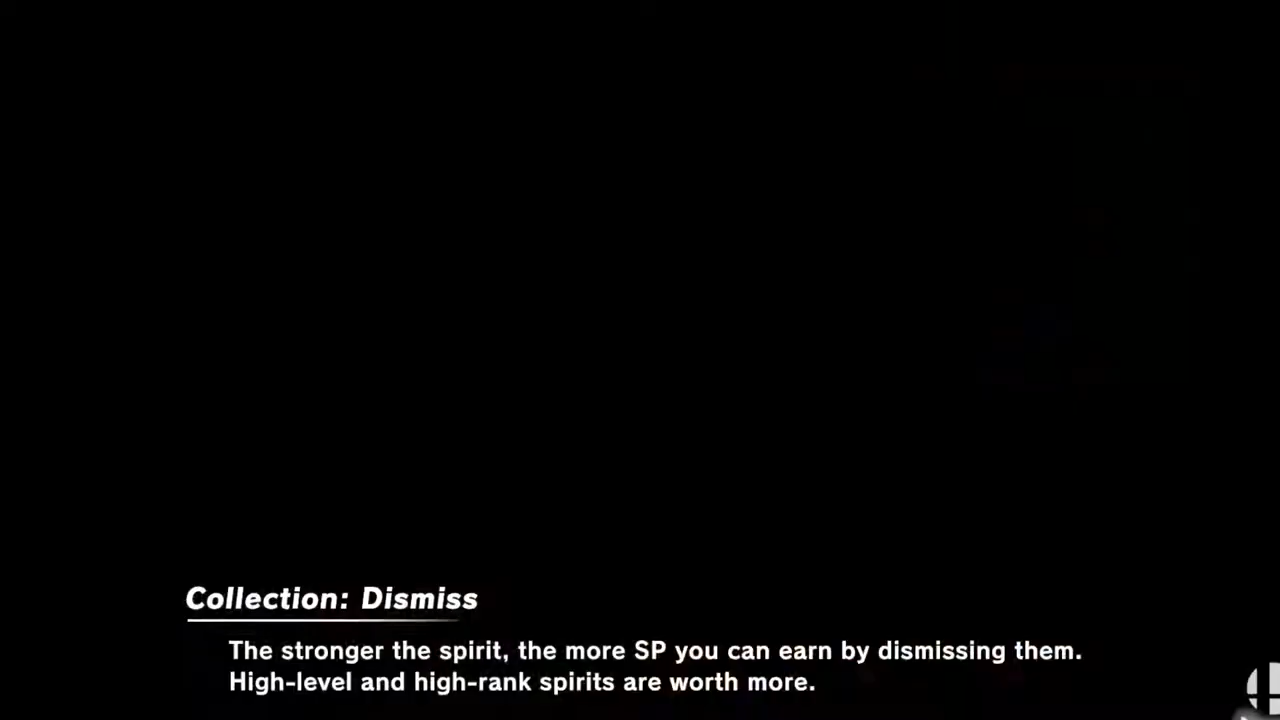 Collection: Dismiss
The stronger the spirit, the more SP you can earn by dismissing them.
High-level and high-rank spirits are worth more.